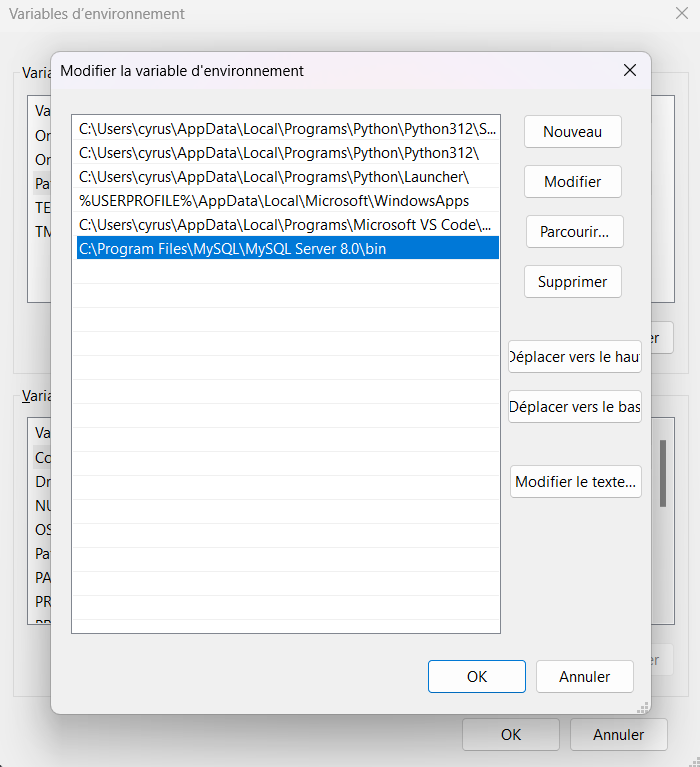 Variables d'environnement
Modifier la variable d'environnement
Varia
Va
Or
Or
Pa
TE
TM
C:\Users\cyrus\AppData\Local\Programs\Python\Python312\S...
C:\Users\cyrus\AppData\Local\Programs\Python\Python312\
C:\Users\cyrus\AppData\Local\Programs\Python\Launcher\
%USERPROFILE%\AppData\Local\Microsoft\WindowsApps
C:\Users\cyrus\AppData\Local\Programs\Microsoft VS Code\...
C:\Program Files\MySQL\MySQL Server 8.0\bin
Nouveau
Modifier
Parcourir...
Supprimer
er
Déplacer vers le hau
Déplacer vers le bas
Modifier le texte...
Varia
Va
Co
Dr
NU
OS
Pa
PA
PR
er
OK
Annuler
OK
Annuler